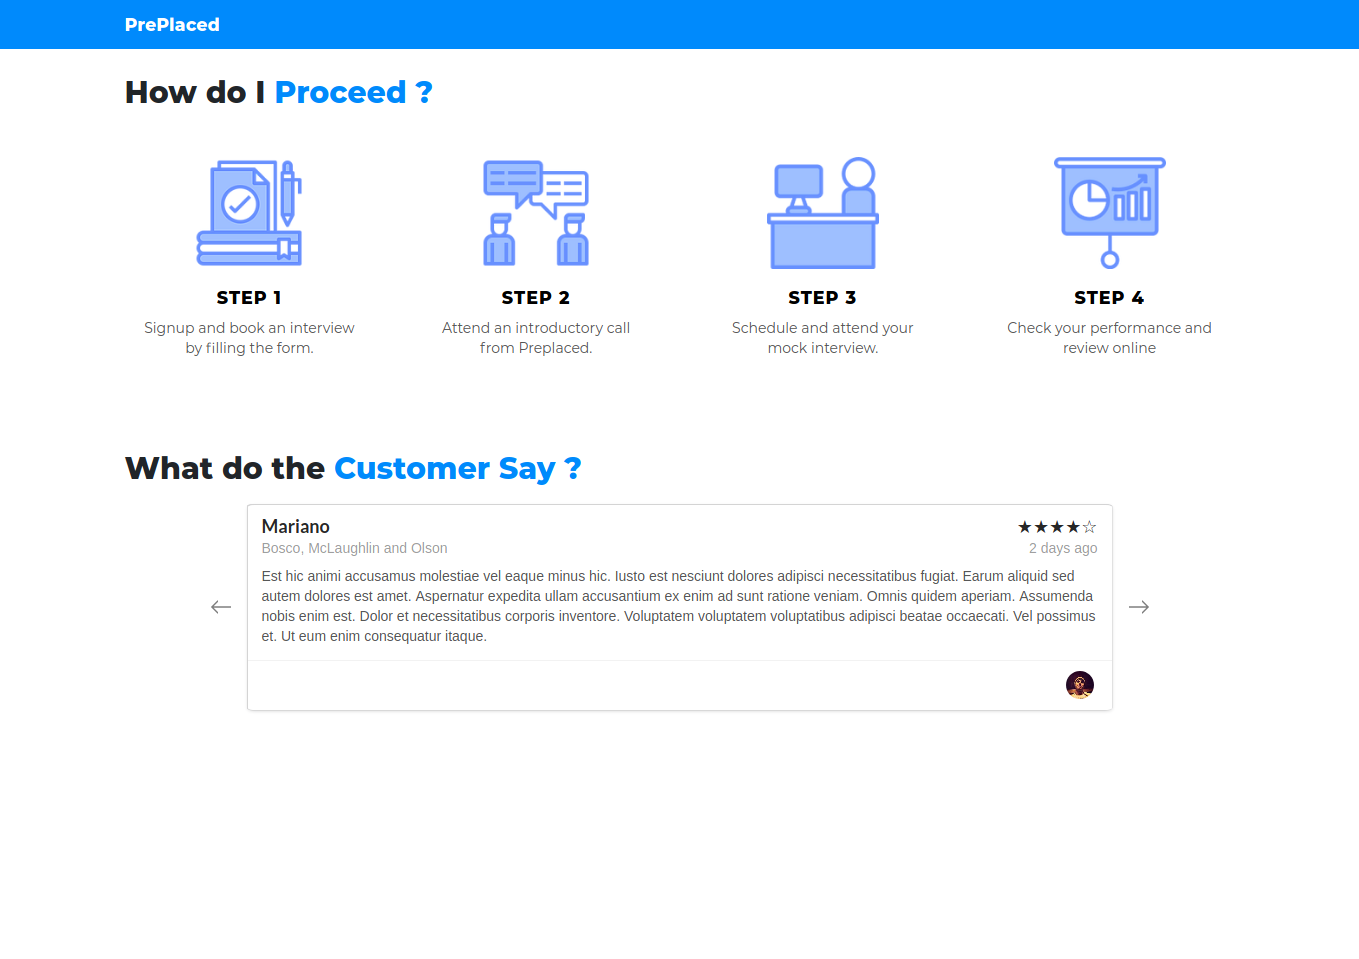 PrePlaced
How do I Proceed ?
STEP 1
Signup and book an interview
by filling the form.
STEP 2
Attend an introductory call
from Preplaced.
STEP 3
Schedule and attend your
mock interview.
STEP 4
Check your performance and
review online
What do the Customer Say ?
Mariano
★★★★☆
Bosco, McLaughlin and Olson
2 days ago
Est hic animi accusamus molestiae vel eaque minus hic. Iusto est nesciunt dolores adipisci necessitatibus fugiat. Earum aliquid sed
autem dolores est amet. Aspernatur expedita ullam accusantium ex enim ad sunt ratione veniam. Omnis quidem aperiam. Assumenda
nobis enim est. Dolor et necessitatibus corporis inventore. Voluptatem voluptatem voluptatibus adipisci beatae occaecati. Vel possimus
et. Ut eum enim consequatur itaque.